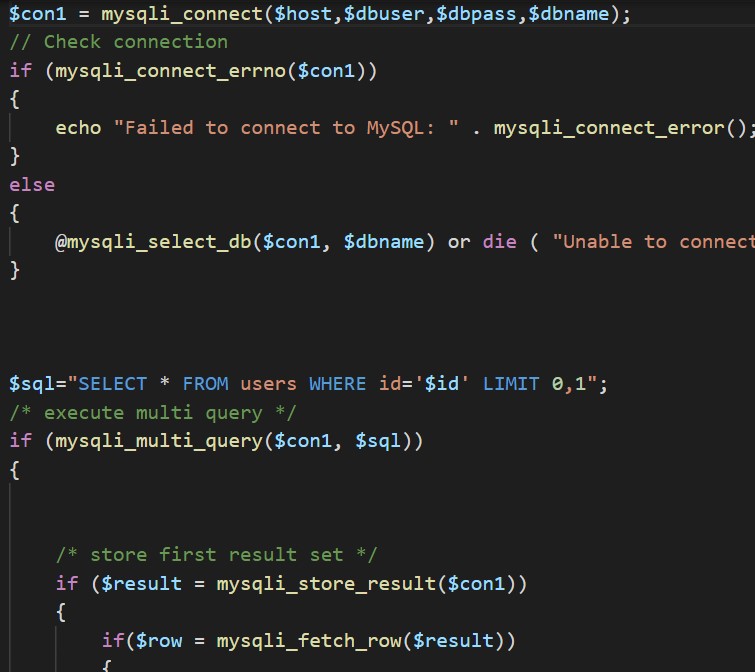 $con1 = mysqli_connect($host,$dbuser,$dbpass,$dbname);
// Check connection
if (mysqli_connect_errno($con1))
{
    echo "Failed to connect to MySQL: " . mysqli_connect_error();
}
else
{
    @mysqli_select_db($con1, $dbname) or die ( "Unable to connect
}
$sql="SELECT * FROM users WHERE id='$id' LIMIT 0,1";
/* execute multi query */
if (mysqli_multi_query($con1, $sql))
{
    /* store first result set */
    if ($result = mysqli_store_result($con1))
    {
        if($row = mysqli_fetch_row($result))
        {